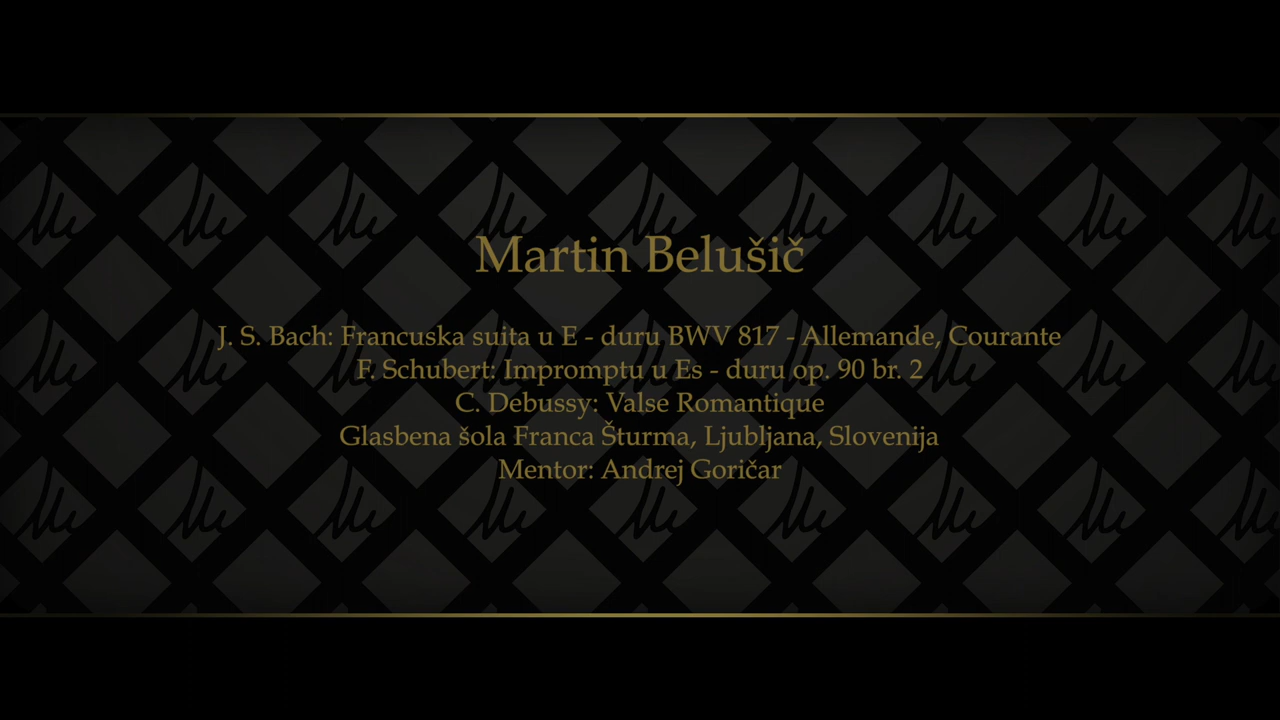 Martin Belušič
J. S. Bach: Francuska suita u E - duru BWV 817 - Allemande, Courante
F. Schubert: Impromptu u Es - duru op. 90 br. 2
C. Debussy: Valse Romantique
Glasbena šola Franca Šturma, Ljubljana, Slovenija
Mentor: Andrej Goričar